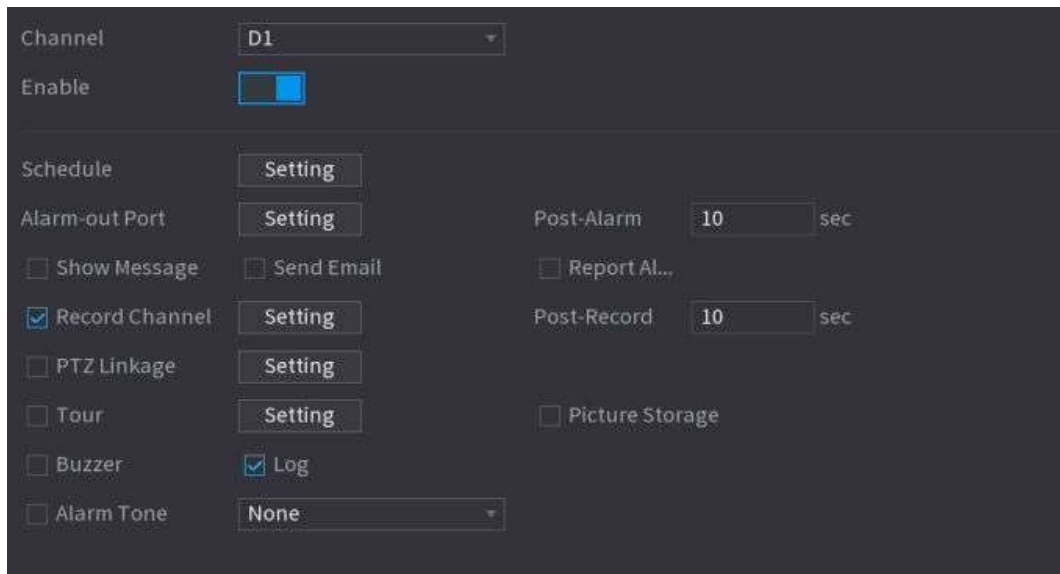 Channel D1
Enable
Schedule Setting
Alarm-out Port Setting Post-Alarm 10 sec
Show Message Send Email Report Al...
Record Channel Setting Post-Record 10 sec
PTZ Linkage Setting
Tour Setting Picture Storage
Buzzer Log
Alarm Tone None